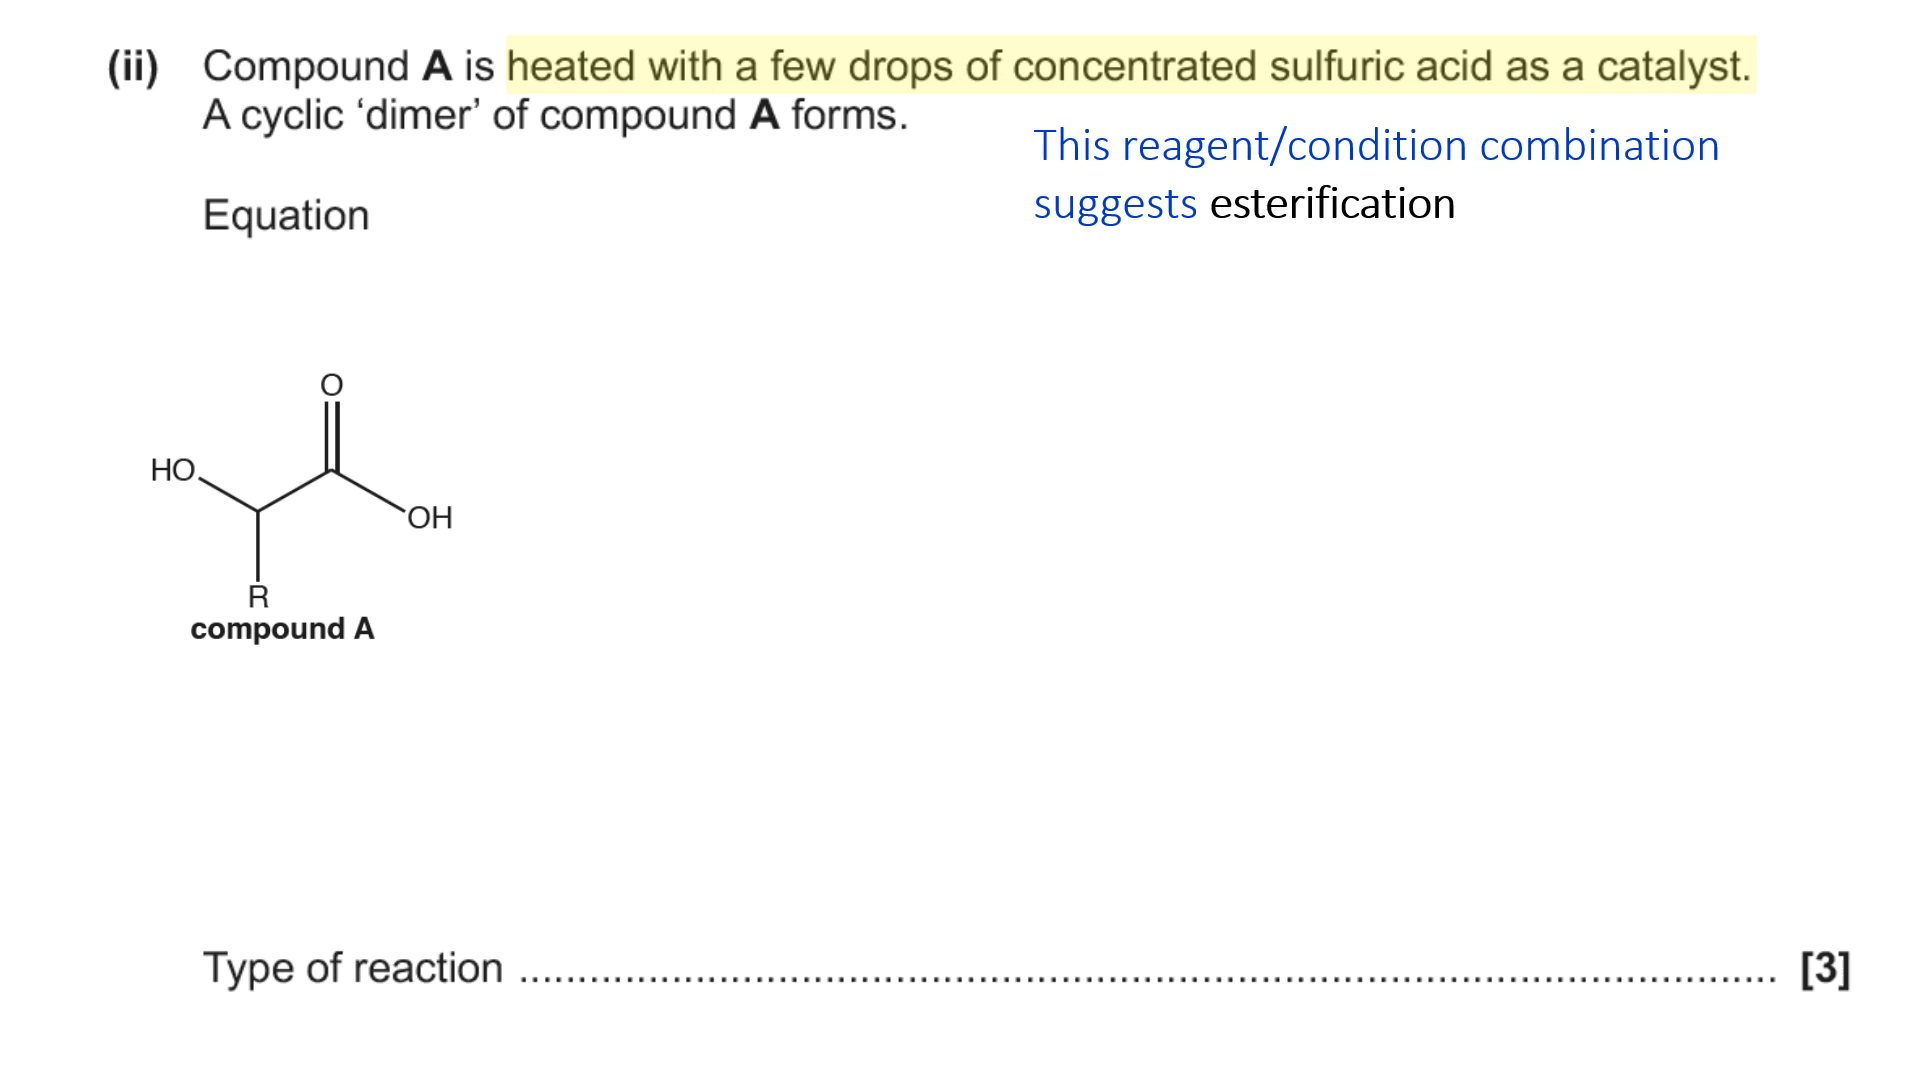 (ii) Compound A is heated with a few drops of concentrated sulfuric acid as a catalyst.
A cyclic ‘dimer’ of compound A forms.
This reagent/condition combination
suggests esterification
Equation
O
HO
OH
R
compound A
Type of reaction .......................................................................................................... [3]